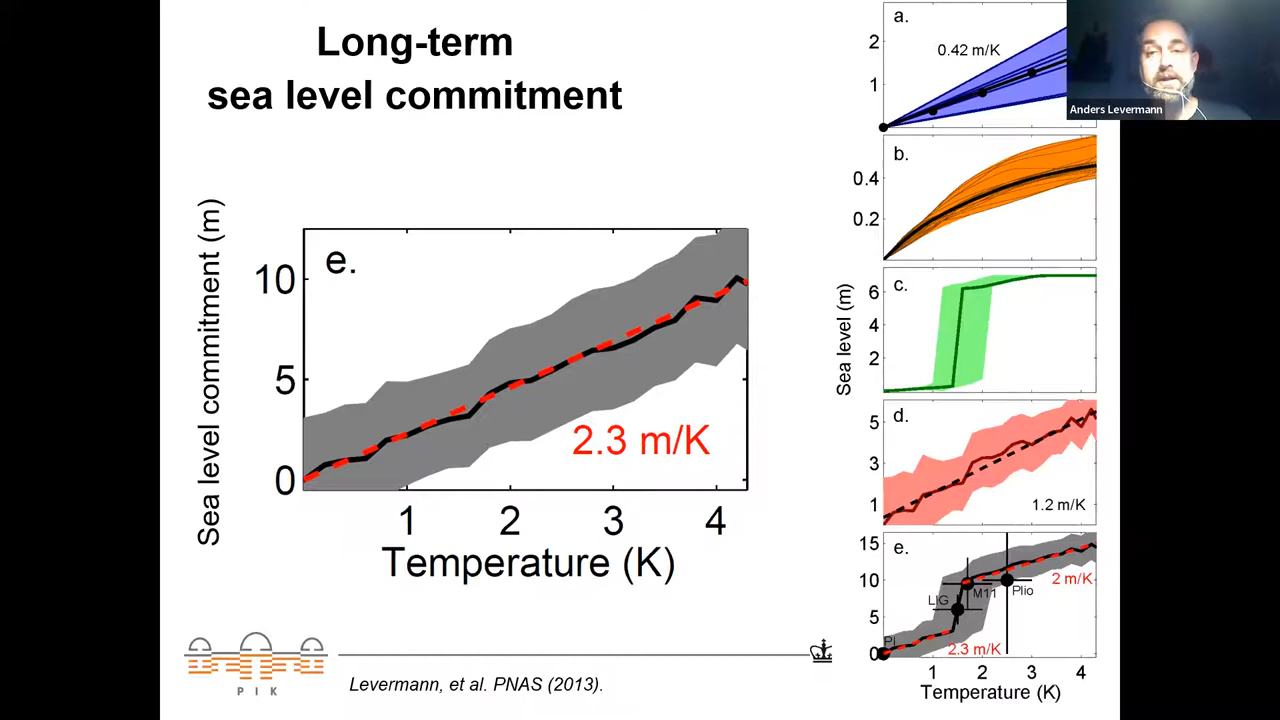 Long-term
sea level commitment
Sea level commitment (m)
e.
10
5
0
2.3 m/K
1 2 3 4
Temperature (K)
P I K
Levermann, et al. PNAS (2013).
a.
2
1
0.42 m/K
Anders Levermann
b.
0.4
0.2
Sea level (m)
c.
6
4
2
d.
5
3
1
1.2 m/K
e.
15
10
5
0
2 m/K
M11
Plio
LIG
PI
2.3 m/K
1 2 3 4
Temperature (K)